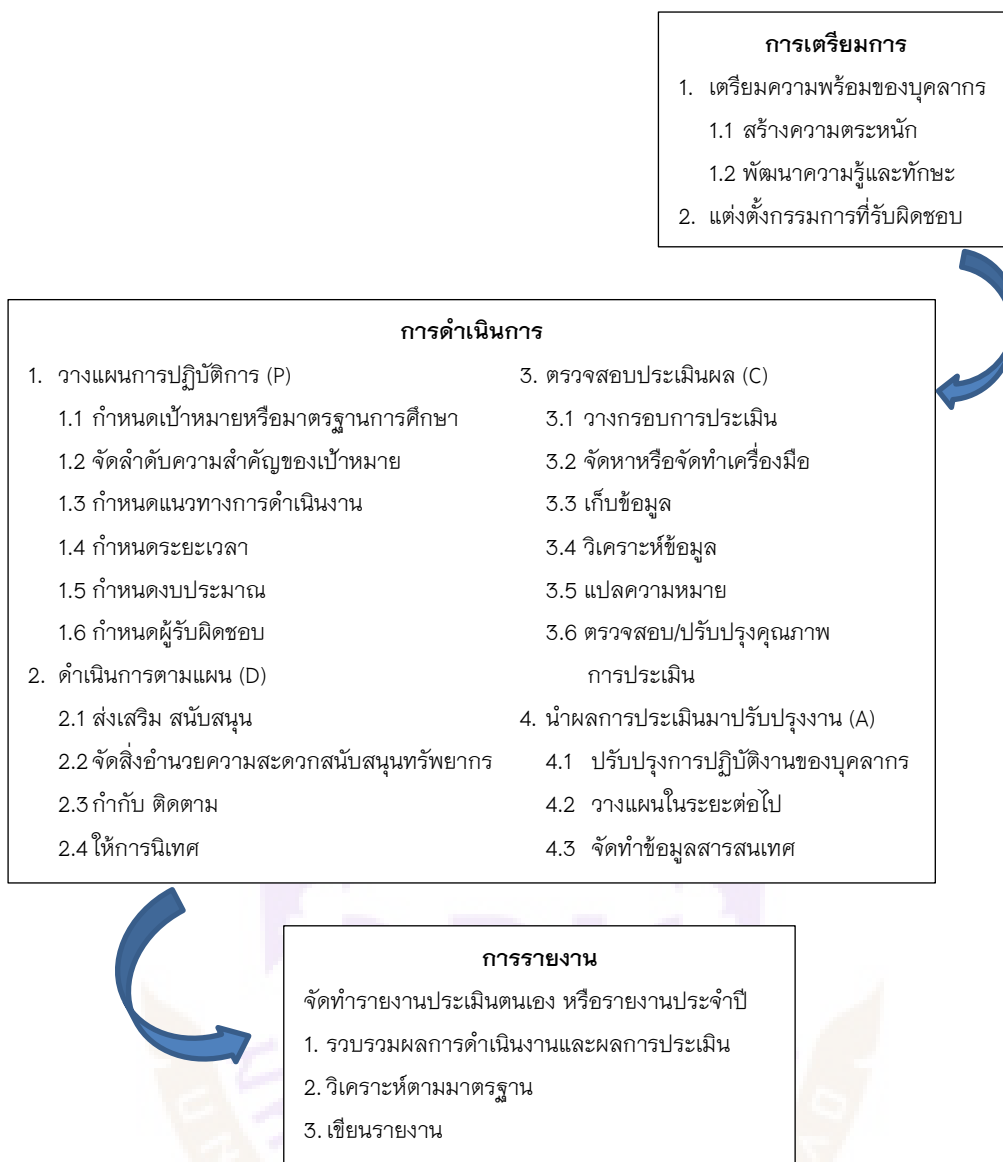 การเตรียมการ
1. เตรียมความพร้อมของบุคลากร
1.1 สร้างความตระหนัก
1.2 พัฒนาความรู้และทักษะ
2. แต่งตั้งกรรมการที่รับผิดชอบ
การดำเนินการ
1. วางแผนการปฏิบัติการ (P)
1.1 กำหนดเป้าหมายหรือมาตรฐานการศึกษา
1.2 จัดลำดับความสำคัญของเป้าหมาย
1.3 กำหนดแนวทางการดำเนินงาน
1.4 กำหนดระยะเวลา
1.5 กำหนดงบประมาณ
1.6 กำหนดผู้รับผิดชอบ
2. ดำเนินการตามแผน (D)
2.1 ส่งเสริม สนับสนุน
2.2 จัดสิ่งอำนวยความสะดวกสนับสนุนทรัพยากร
2.3 กำกับ ติดตาม
2.4 ให้การนิเทศ
3. ตรวจสอบประเมินผล (C)
3.1 วางกรอบการประเมิน
3.2 จัดหาหรือจัดทำเครื่องมือ
3.3 เก็บข้อมูล
3.4 วิเคราะห์ข้อมูล
3.5 แปลความหมาย
3.6 ตรวจสอบ/ปรับปรุงคุณภาพ
การประเมิน
4. นำผลการประเมินมาปรับปรุงงาน (A)
4.1 ปรับปรุงการปฏิบัติงานของบุคลากร
4.2 วางแผนในระยะต่อไป
4.3 จัดทำข้อมูลสารสนเทศ
การรายงาน
จัดทำรายงานประเมินตนเอง หรือรายงานประจำปี
1. รวบรวมผลการดำเนินงานและผลการประเมิน
2. วิเคราะห์ตามมาตรฐาน
3. เขียนรายงาน